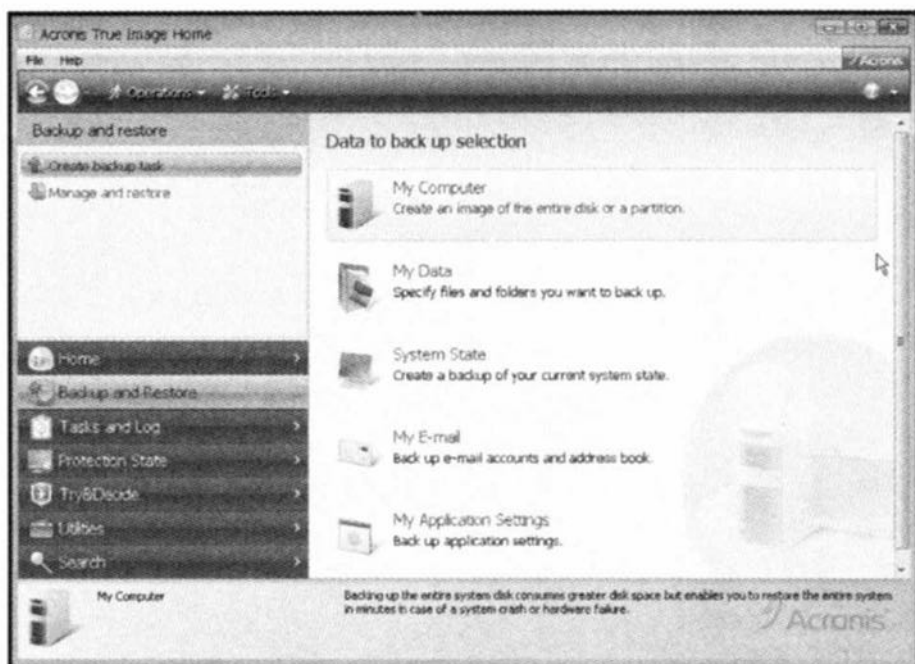 Acronis True Image Home
File Help
Acronis
Operations Tools
Backup and restore
Create backup task
Manage and restore
Home
Backup and Restore
Tasks and Log
Protection State
Try&Decide
Utilities
Search
Data to back up selection
My Computer
Create an image of the entire disk or a partition.
My Data
Specify files and folders you want to back up.
System State
Create a backup of your current system state.
My E-mail
Back up e-mail accounts and address book.
My Application Settings
Back up application settings.
My Computer
Backing up the entire system disk consumes greater disk space but enables you to restore the entire system
in minutes in case of a system crash or hardware failure.
Acronis